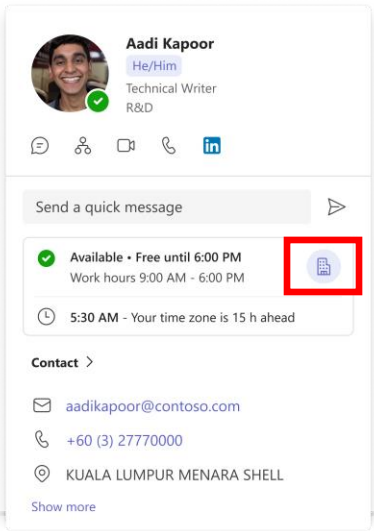 Aadi Kapoor
He/Him
Technical Writer
R&D
in
Send a quick message
Available • Free until 6:00 PM
Work hours 9:00 AM - 6:00 PM
5:30 AM - Your time zone is 15 h ahead
Contact >
aadikapoor@contoso.com
+60 (3) 27770000
KUALA LUMPUR MENARA SHELL
Show more